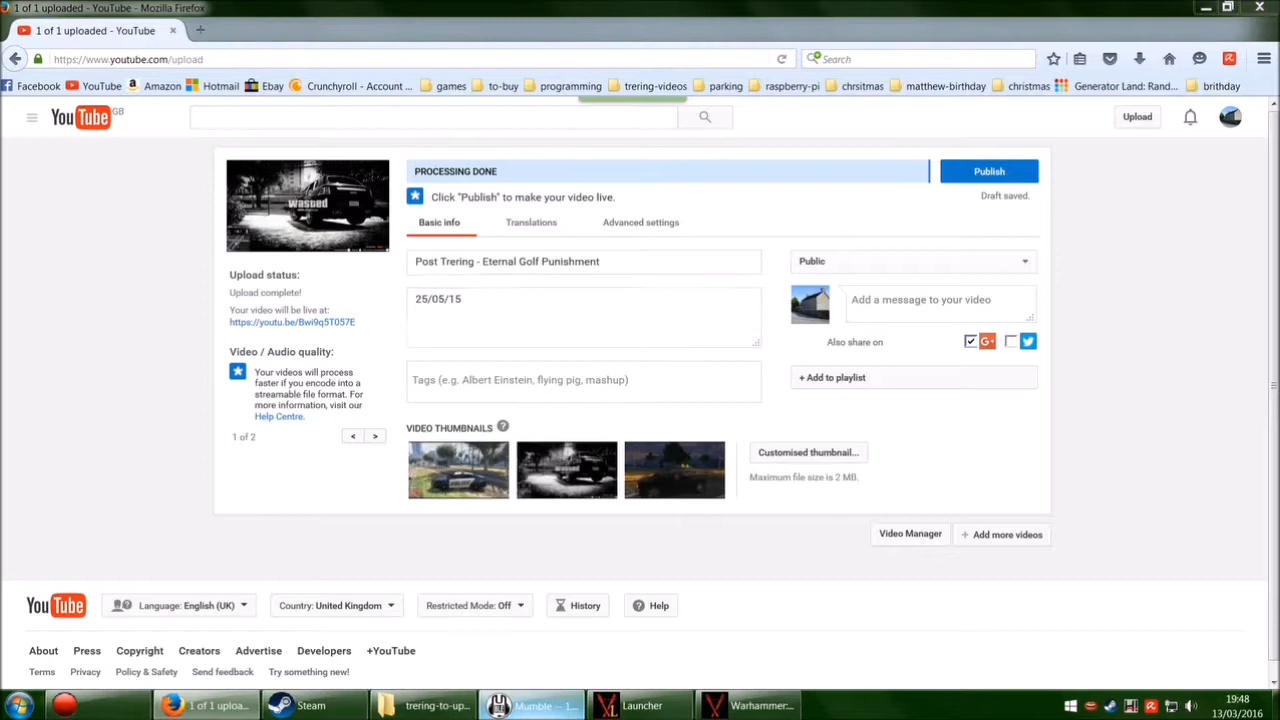 1 of 1 uploaded - YouTube - Mozilla Firefox
1 of 1 uploaded - YouTube
https://www.youtube.com/upload
Search
Facebook YouTube Amazon Hotmail Ebay Crunchyroll - Account ... games to-buy programming trering-videos parking raspberry-pi chrsitmas matthew-birthday christmas Generator Land: Rand... brithday
YouTube GB
Upload
PROCESSING DONE
Publish
Click "Publish" to make your video live.
Draft saved.
Basic info Translations Advanced settings
wasted
Post Trering - Eternal Golf Punishment
Public
Upload status:
Upload complete!
Your video will be live at:
https://youtu.be/Bwi9q5T057E
25/05/15
Add a message to your video
Also share on
G+
Video / Audio quality:
Your videos will process
faster if you encode into a
streamable file format. For
more information, visit our
Help Centre.
1 of 2 < >
Tags (e.g. Albert Einstein, flying pig, mashup)
+ Add to playlist
VIDEO THUMBNAILS ?
Customised thumbnail...
Maximum file size is 2 MB.
Video Manager + Add more videos
YouTube Language: English (UK) Country: United Kingdom Restricted Mode: Off History Help
About Press Copyright Creators Advertise Developers +YouTube
Terms Privacy Policy & Safety Send feedback Try something new!
1 of 1 uploa... Steam trering-to-up... Mumble -- 1... Launcher Warhammer:...
19:48
13/03/2016